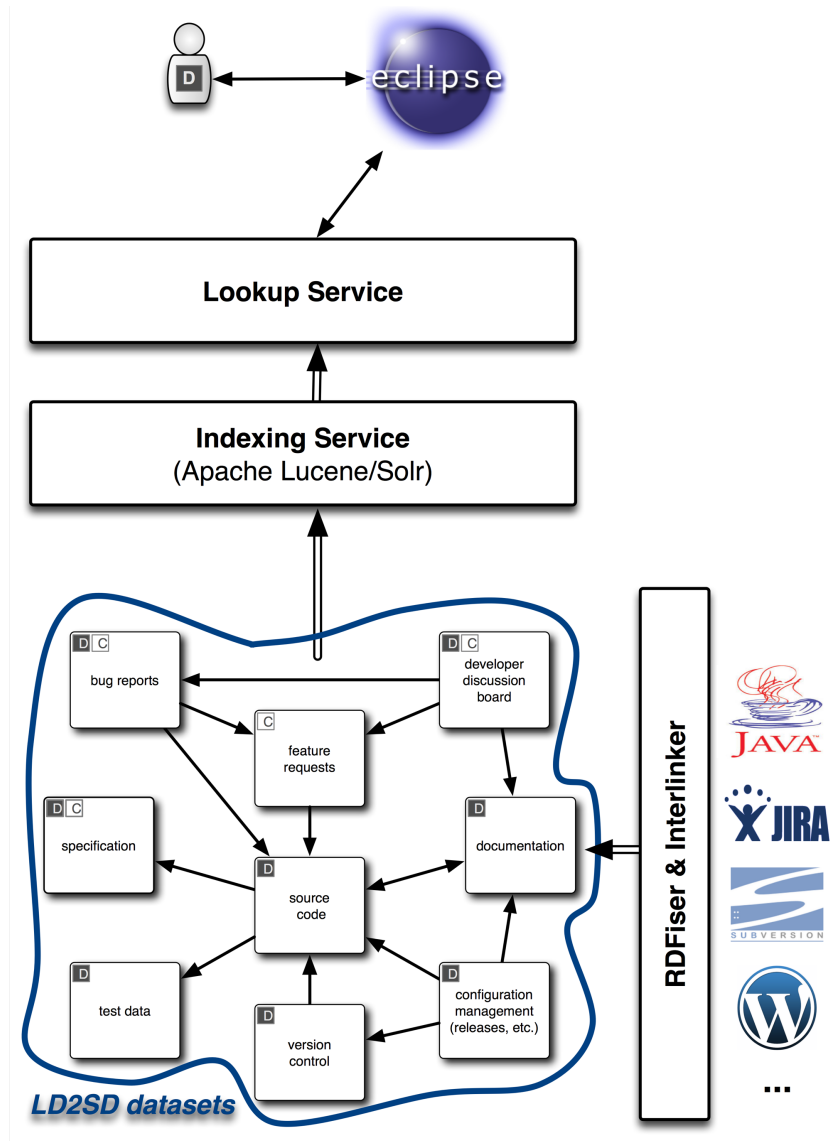 D
eclipse
Lookup Service
Indexing Service
(Apache Lucene/Solr)
D C
bug reports
D C
developer
discussion
board
C
feature
requests
D C
specification
D
documentation
D
source
code
D
test data
D
version
control
D
configuration
management
(releases, etc.)
LD2SD datasets
RDFiser & Interlinker
JAVA™
JIRA
SUBVERSION
W
...